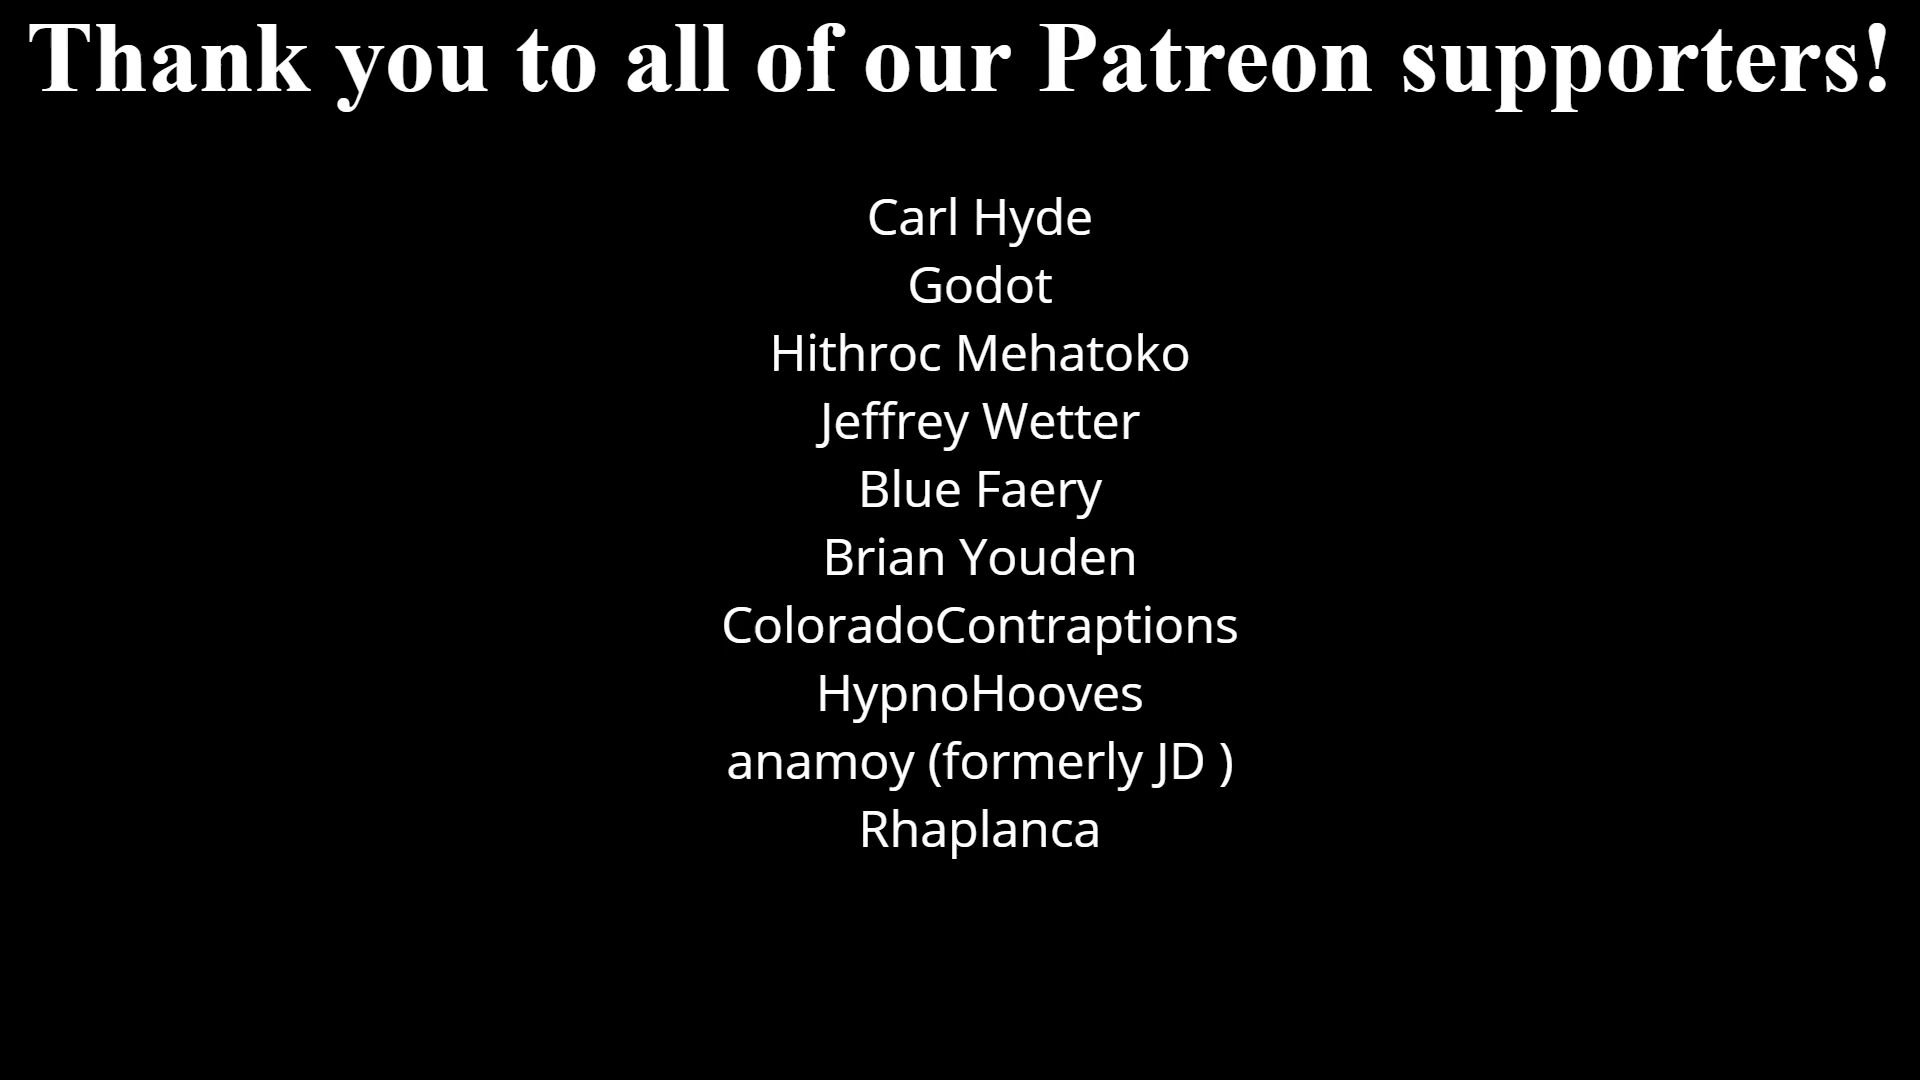 Thank you to all of our Patreon supporters!
Carl Hyde
Godot
Hithroc Mehatoko
Jeffrey Wetter
Blue Faery
Brian Youden
ColoradoContraptions
HypnoHooves
anamoy (formerly JD )
Rhaplanca